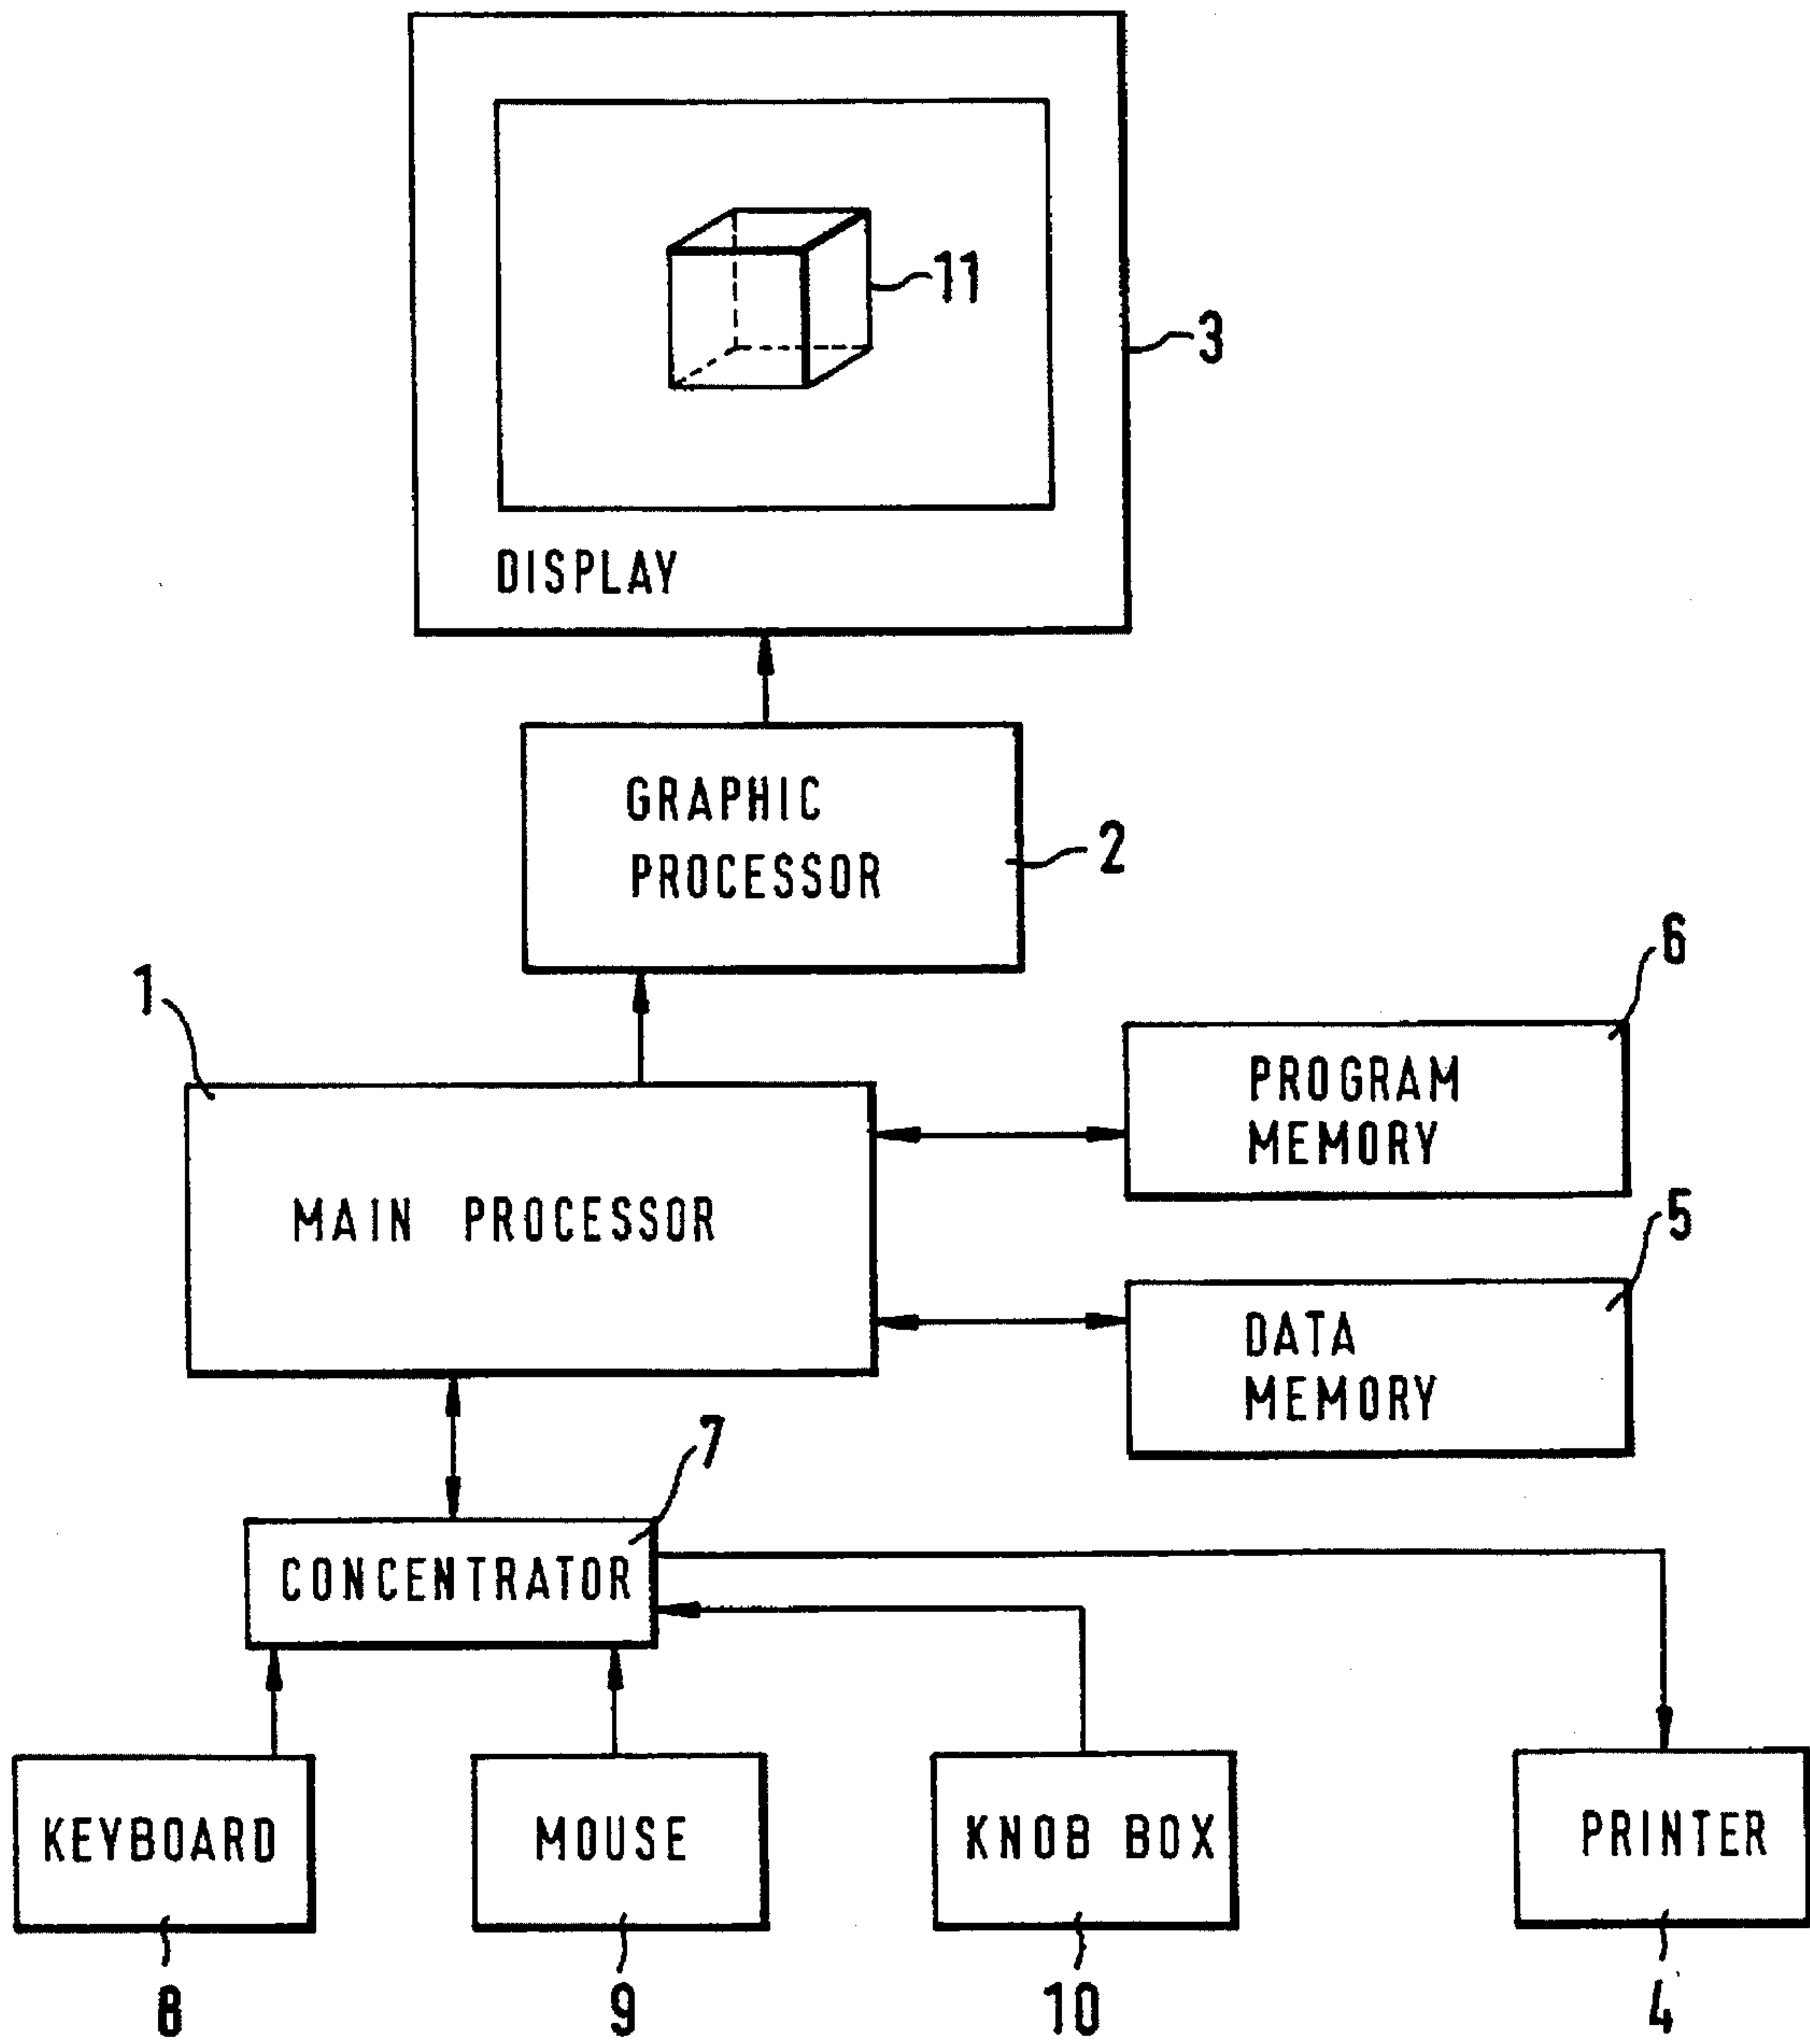 11
3
DISPLAY
GRAPHIC
PROCESSOR
2
6
1
PROGRAM
MEMORY
MAIN PROCESSOR
5
DATA
MEMORY
7
CONCENTRATOR
KEYBOARD
MOUSE
KNOB BOX
PRINTER
8
9
10
4